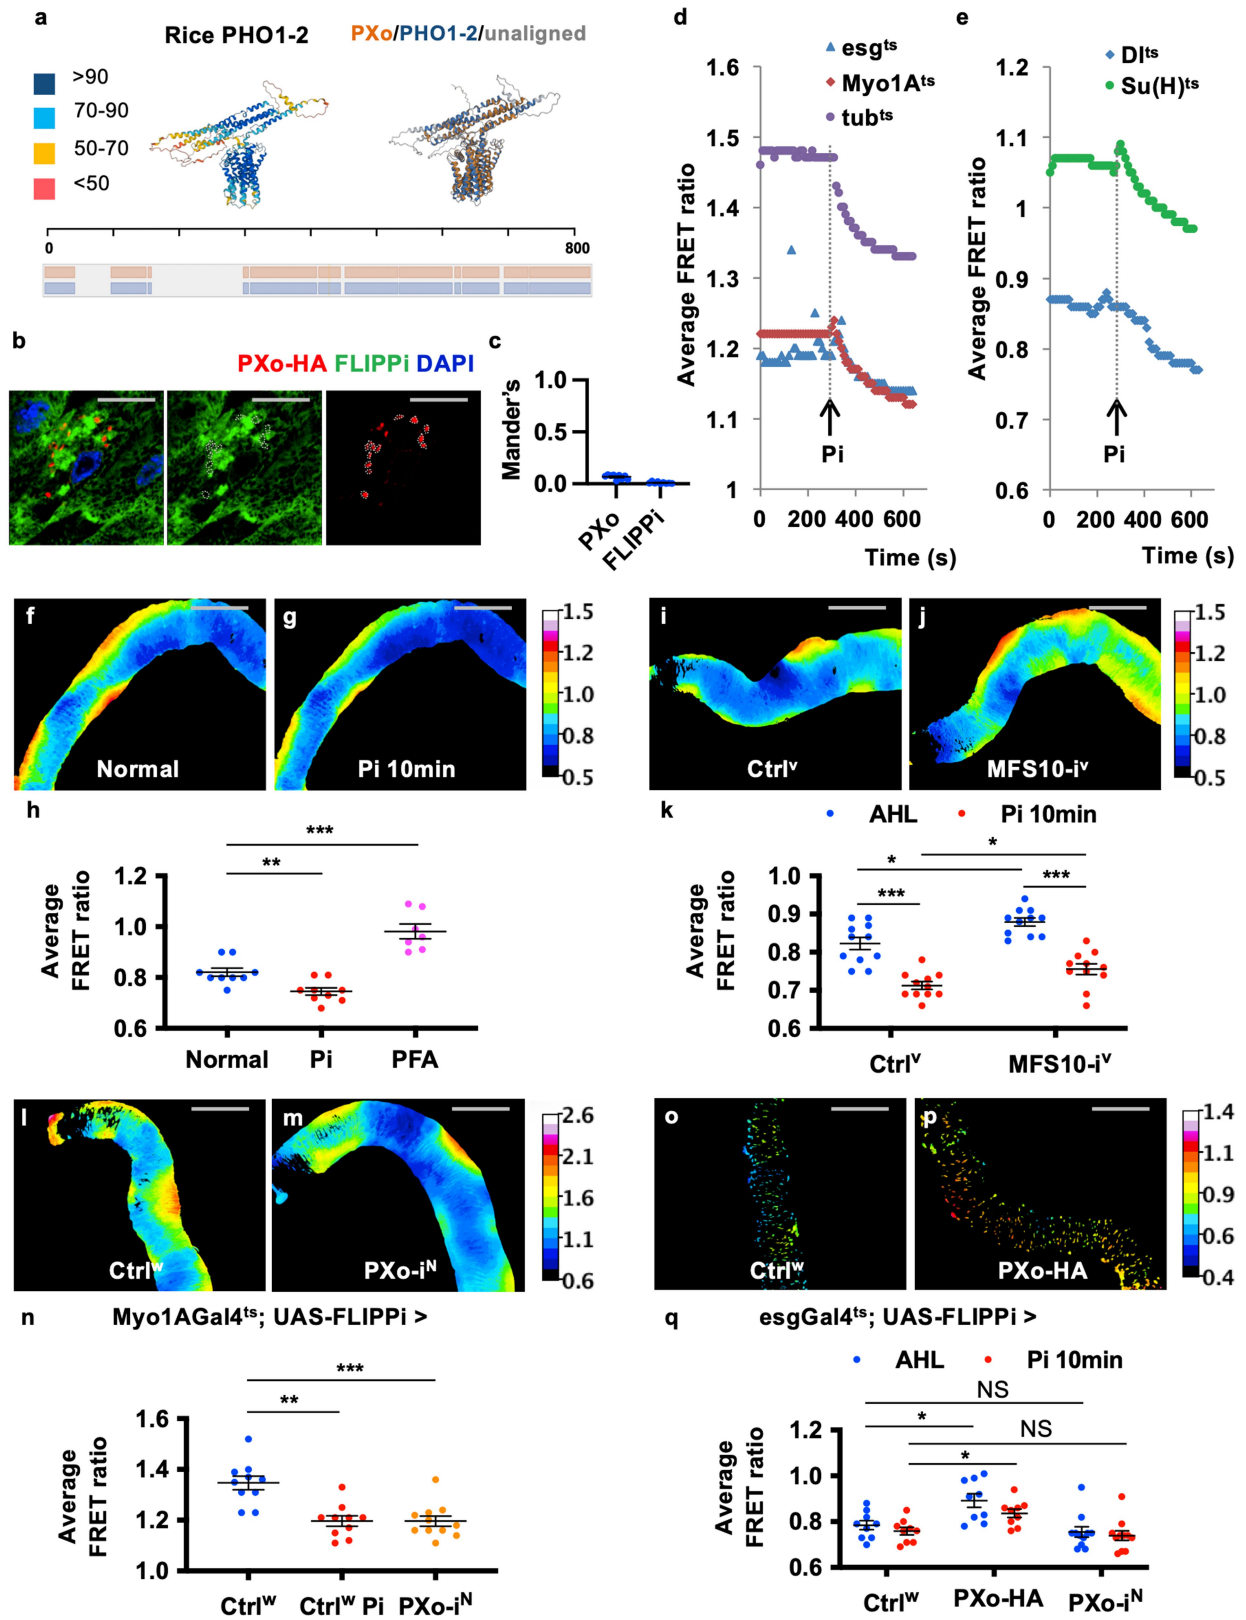 a
Rice PHO1-2
PXo/PHO1-2/unaligned
>90
70-90
50-70
<50
0
800
b
PXo-HA FLIPPi DAPI
c
Mander's
1.0
0.5
0.0
PXo
FLIPPi
d
esgᵗˢ
Myo1Aᵗˢ
tubᵗˢ
Average FRET ratio
1.6
1.5
1.4
1.3
1.2
1.1
1
Pi
0 200 400 600
Time (s)
e
Dlᵗˢ
Su(H)ᵗˢ
Average FRET ratio
1.2
1.1
1
0.9
0.8
0.7
0.6
Pi
0 200 400 600
Time (s)
f
Normal
g
Pi 10min
1.5
1.2
1.0
0.8
0.5
i
Ctrlᵛ
j
MFS10-iᵛ
1.5
1.2
1.0
0.8
0.5
h
***
**
Average
FRET ratio
1.2
1.0
0.8
0.6
Normal Pi PFA
k
AHL Pi 10min
*
*
***
***
Average
FRET ratio
1.0
0.9
0.8
0.7
0.6
Ctrlᵛ MFS10-iᵛ
l
Ctrlᵂ
m
PXo-iᴺ
2.6
2.1
1.6
1.1
0.6
o
Ctrlᵂ
p
PXo-HA
1.4
1.1
0.9
0.6
0.4
n
Myo1AGal4ᵗˢ; UAS-FLIPPi >
***
**
Average
FRET ratio
1.6
1.4
1.2
1.0
Ctrlᵂ Ctrlᵂ Pi PXo-iᴺ
q
esgGal4ᵗˢ; UAS-FLIPPi >
AHL Pi 10min
NS
*
NS
*
Average
FRET ratio
1.2
1.0
0.8
0.6
Ctrlᵂ PXo-HA PXo-iᴺ